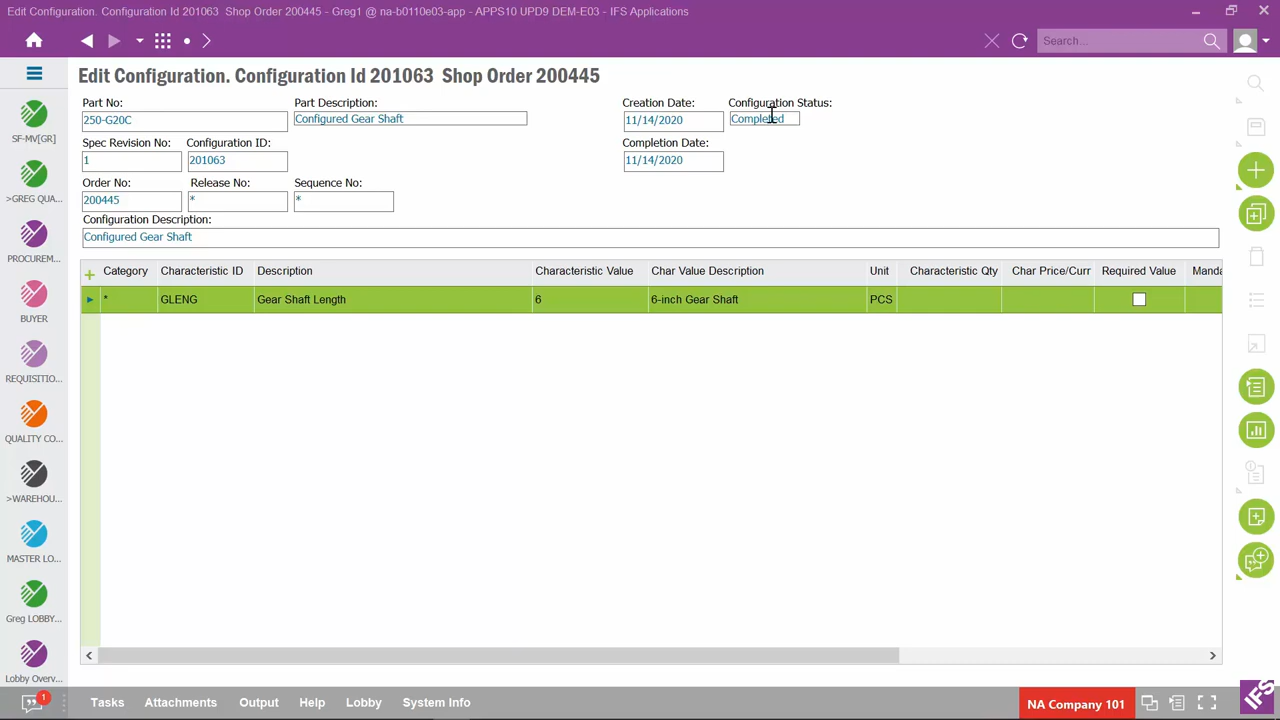 Edit Configuration. Configuration Id 201063 Shop Order 200445 - Greg1 @ na-b0110e03-app - APPS10 UPD9 DEM-E03 - IFS Applications
Search...
Edit Configuration. Configuration Id 201063 Shop Order 200445
Part No: Part Description: Creation Date: Configuration Status:
250-G20C Configured Gear Shaft 11/14/2020 Completed
Spec Revision No: Configuration ID: Completion Date:
1 201063 11/14/2020
Order No: Release No: Sequence No:
200445 * *
Configuration Description:
Configured Gear Shaft
Category Characteristic ID Description Characteristic Value Char Value Description Unit Characteristic Qty Char Price/Curr Required Value Manda
* GLENG Gear Shaft Length 6 6-inch Gear Shaft PCS
SF-MV[GR]
>GREG QUA...
PROCUREM...
BUYER
REQUISITIO...
QUALITY CO...
>WAREHOU...
MASTER LO...
Greg LOBBY...
Lobby Overv...
1
Tasks Attachments Output Help Lobby System Info
NA Company 101
IFS